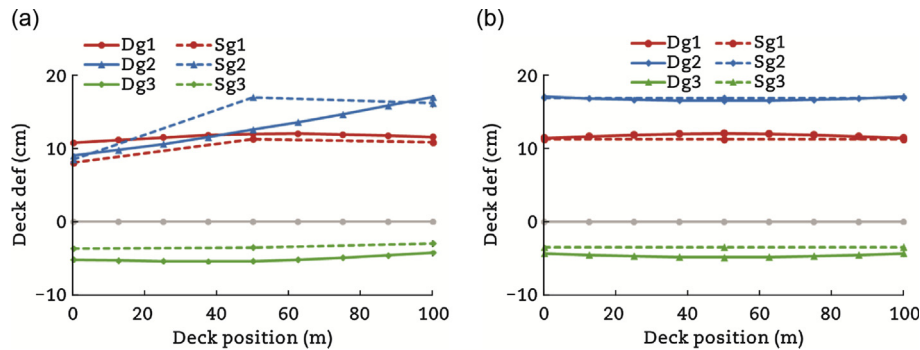 (a)
Dg1 Sg1
Dg2 Sg2
Dg3 Sg3
20
10
0
−10
Deck def (cm)
0 20 40 60 80 100
Deck position (m)
(b)
Dg1 Sg1
Dg2 Sg2
Dg3 Sg3
20
10
0
−10
Deck def (cm)
0 20 40 60 80 100
Deck position (m)